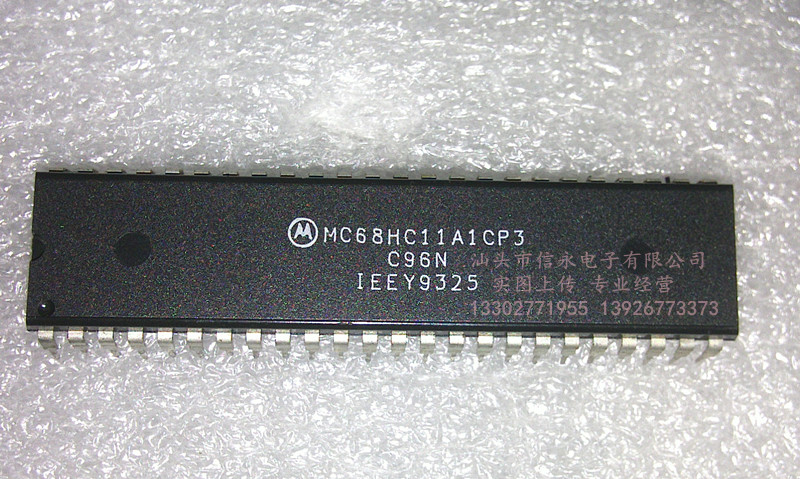 MC68HC11A1CP3
C96N
IEEY9325
汕头市信永电子有限公司
实图上传 专业经营
13302771955 13926773373